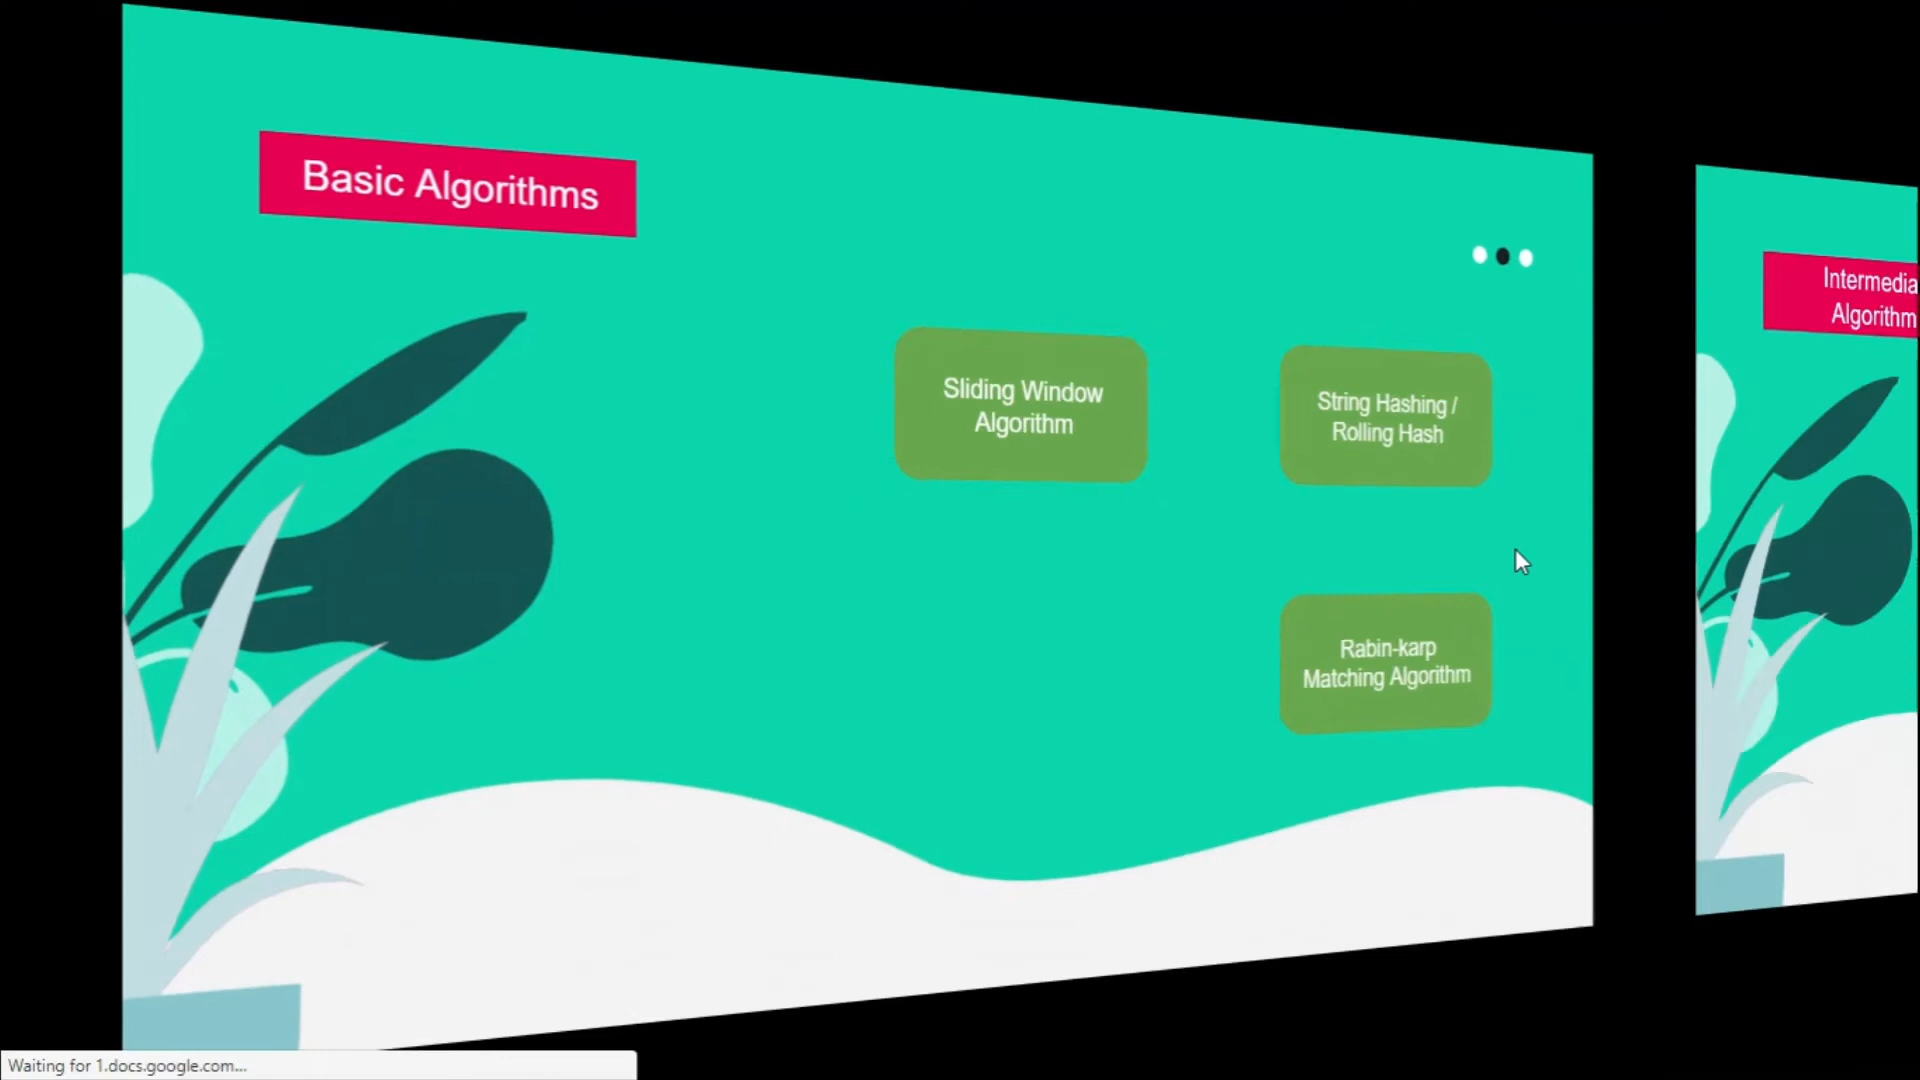 Basic Algorithms
Sliding Window
Algorithm
String Hashing /
Rolling Hash
Rabin-karp
Matching Algorithm
Intermedia
Algorithm
Waiting for 1.docs.google.com...